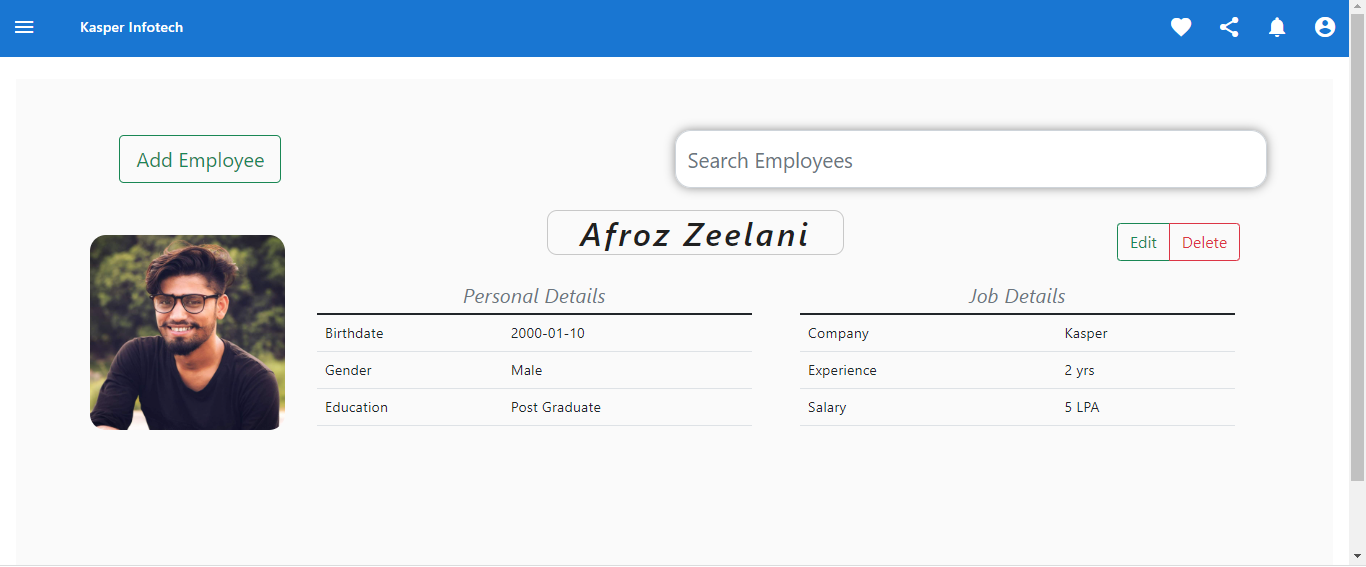 Kasper Infotech
Add Employee
Search Employees
Afroz Zeelani
Edit Delete
Personal Details
Birthdate 2000-01-10
Gender Male
Education Post Graduate
Job Details
Company Kasper
Experience 2 yrs
Salary 5 LPA